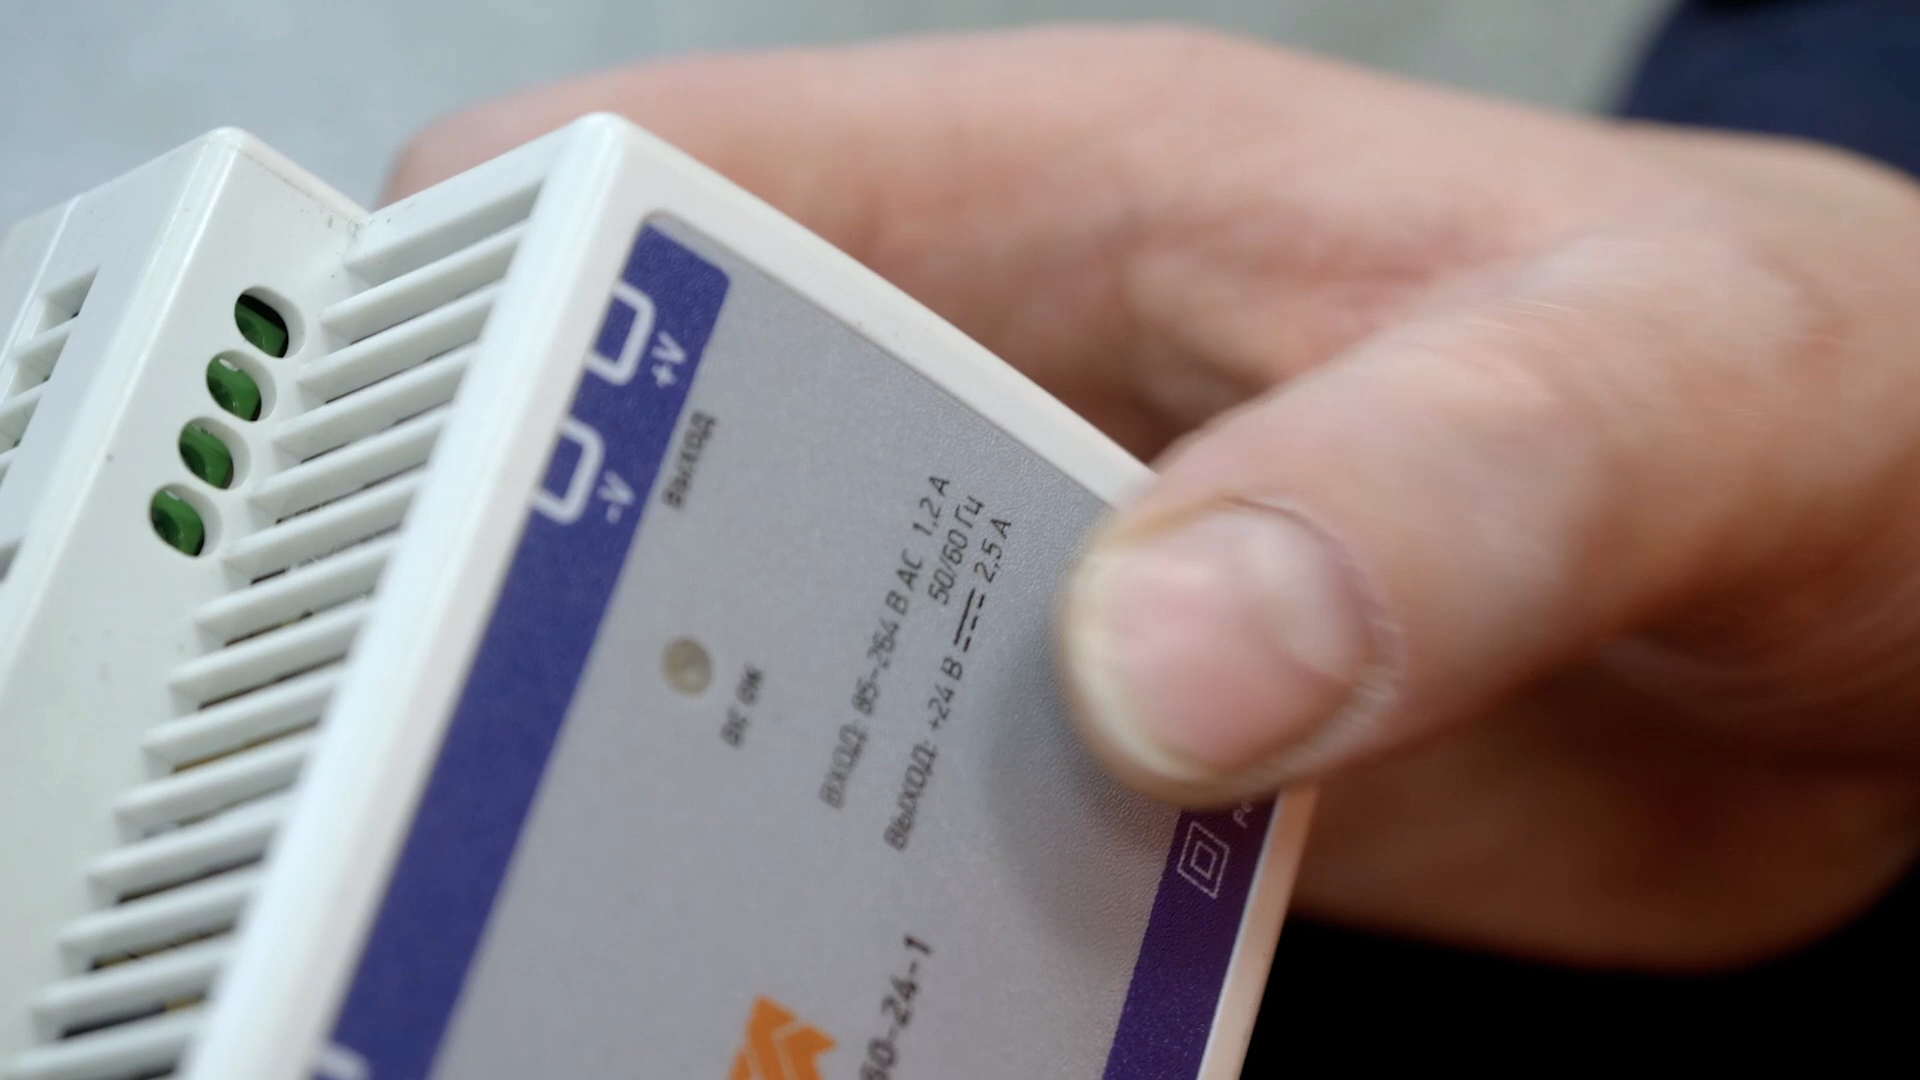 +V
-V
Выход
DC OK
Вход: 85-264 В AC 1,2 А
50/60 Гц
Выход: +24 В 2,5 А
60-24-1